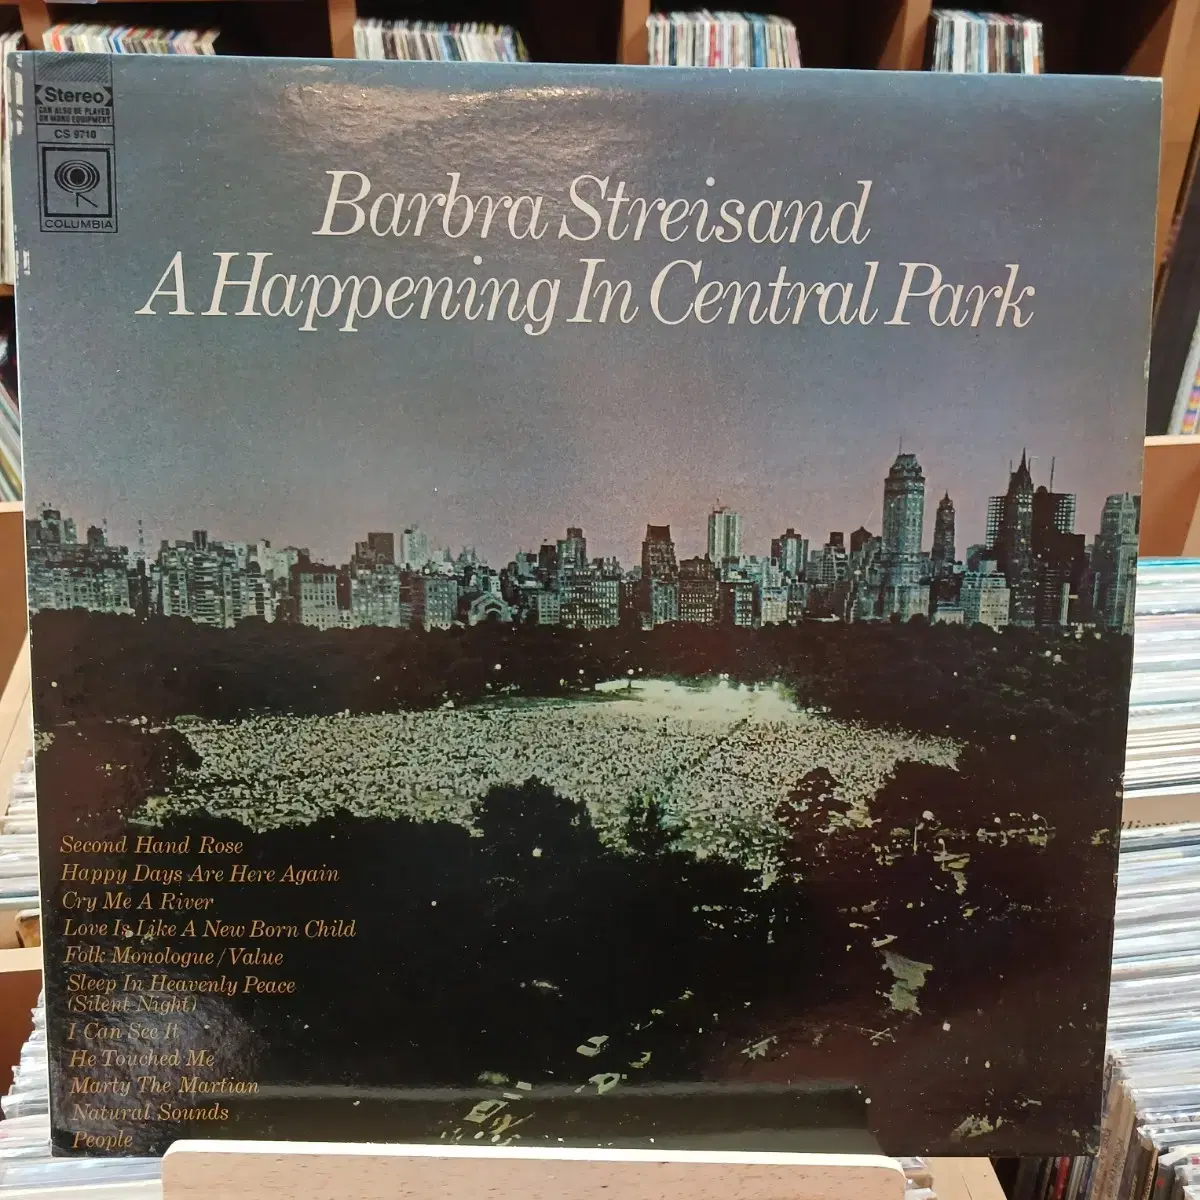 Stereo
CAN ALSO BE PLAYED
ON MONO EQUIPMENT
CS 9710
COLUMBIA
Barbra Streisand
A Happening In Central Park
Second Hand Rose
Happy Days Are Here Again
Cry Me A River
Love Is Like A New Born Child
Folk Monologue/Value
Sleep In Heavenly Peace
(Silent Night)
I Can See It
He Touched Me
Marty The Martian
Natural Sounds
People